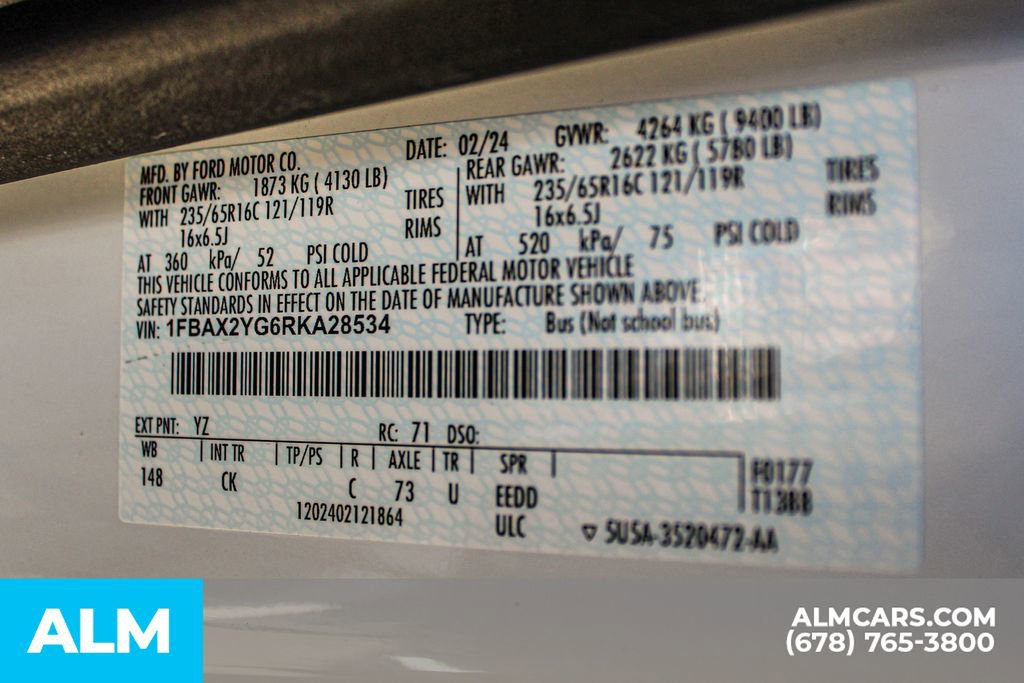 MFD. BY FORD MOTOR CO.
DATE: 02/24
GVWR: 4264 KG ( 9400 LB)
FRONT GAWR: 1873 KG ( 4130 LB)
WITH 235/65R16C 121/119R TIRES
16x6.5J RIMS
AT 360 kPa/ 52 PSI COLD
REAR GAWR: 2622 KG ( 5780 LB)
WITH 235/65R16C 121/119R TIRES
16x6.5J RIMS
AT 520 kPa/ 75 PSI COLD
THIS VEHICLE CONFORMS TO ALL APPLICABLE FEDERAL MOTOR VEHICLE
SAFETY STANDARDS IN EFFECT ON THE DATE OF MANUFACTURE SHOWN ABOVE.
VIN: 1FBAX2YG6RKA28534 TYPE: Bus (Not school bus)
EXT PNT: YZ RC: 71 DSO:
WB | INT TR | TP/PS | R | AXLE | TR | SPR |
148 CK C 73 U EEDD
F0177
T1388
1202402121864 ULC ▽ SU5A-3520472-AA
ALM
ALMCARS.COM
(678) 765-3800